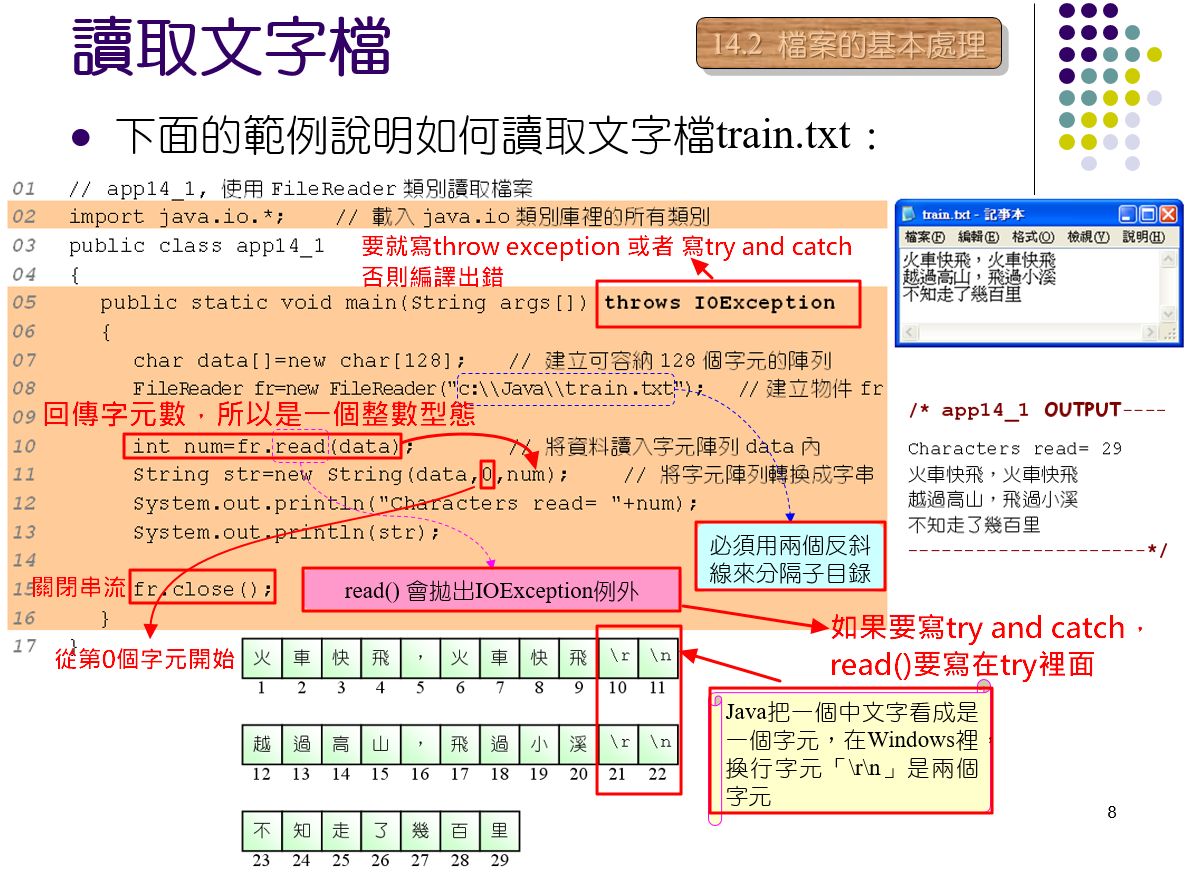 讀取文字檔
14.2 檔案的基本處理
下面的範例說明如何讀取文字檔train.txt：
01 // app14_1, 使用 FileReader 類別讀取檔案
02 import java.io.*; // 載入 java.io 類別庫裡的所有類別
03 public class app14_1
要就寫throw exception 或者 寫try and catch
04 {
否則編譯出錯
05 public static void main(String args[]) throws IOException
06 {
07 char data[]=new char[128]; // 建立可容納 128 個字元的陣列
08 FileReader fr=new FileReader("c:\\Java\\train.txt"); // 建立物件 fr
09
回傳字元數，所以是一個整數型態
10 int num=fr.read(data); // 將資料讀入字元陣列 data 內
11 String str=new String(data,0,num); // 將字元陣列轉換成字串
12 System.out.println("Characters read= "+num);
13 System.out.println(str);
14
15 fr.close();
關閉串流
16 }
17 }
從第0個字元開始
train.txt - 記事本
檔案(F) 編輯(E) 格式(O) 檢視(V) 說明(H)
火車快飛，火車快飛
越過高山，飛過小溪
不知走了幾百里
/* app14_1 OUTPUT----
Characters read= 29
火車快飛，火車快飛
越過高山，飛過小溪
不知走了幾百里
----------------------*/
必須用兩個反斜
線來分隔子目錄
read() 會拋出IOException例外
如果要寫try and catch，
read()要寫在try裡面
火 車 快 飛 ， 火 車 快 飛 \r \n
1 2 3 4 5 6 7 8 9 10 11
越 過 高 山 ， 飛 過 小 溪 \r \n
12 13 14 15 16 17 18 19 20 21 22
不 知 走 了 幾 百 里
23 24 25 26 27 28 29
Java把一個中文字看成是
一個字元，在Windows裡，
換行字元「\r\n」是兩個
字元
8